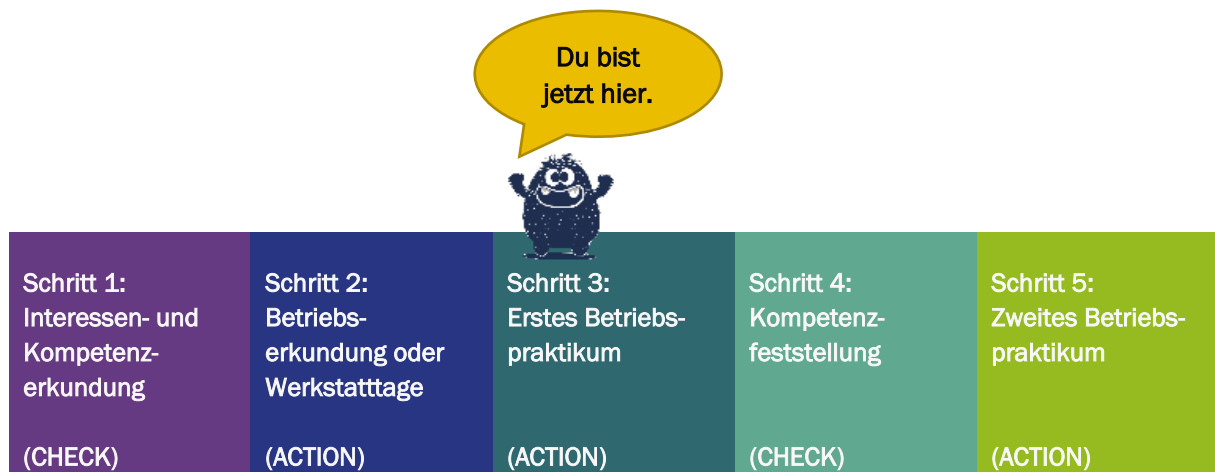 Du bist
jetzt hier.
Schritt 1:
Interessen- und
Kompetenz-
erkundung
(CHECK)
Schritt 2:
Betriebs-
erkundung oder
Werkstatttage
(ACTION)
Schritt 3:
Erstes Betriebs-
praktikum
(ACTION)
Schritt 4:
Kompetenz-
feststellung
(CHECK)
Schritt 5:
Zweites Betriebs-
praktikum
(ACTION)